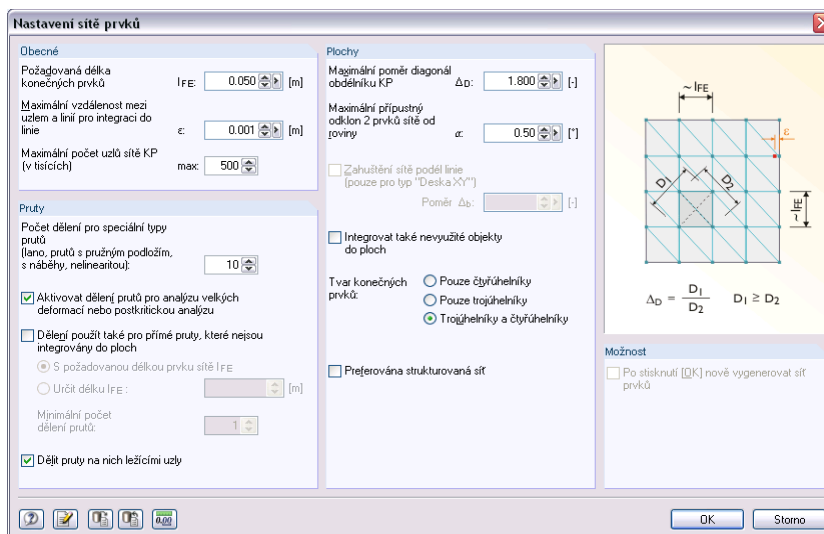 Nastavení sítě prvků
Obecné
Požadovaná délka
konečných prvků
lFE:
0.050
[m]
Maximální vzdálenost mezi
uzlem a linií pro integraci do
linie
ε:
0.001
[m]
Maximální počet uzlů sítě KP
(v tisících)
max:
500
Pruty
Počet dělení pro speciální typy
prutů
(lano, prutů s pružným podložím,
s náběhy, nelinearitou):
10
Aktivovat dělení prutů pro analýzu velkých
deformací nebo postkritickou analýzu
Dělení použít také pro přímé pruty, které nejsou
integrovány do ploch
S požadovanou délkou prvku sítě lFE
Určit délku lFE :
[m]
Minimální počet
dělení prutů:
1
Dělit pruty na nich ležícími uzly
Plochy
Maximální poměr diagonál
obdélníku KP
ΔD:
1.800
[-]
Maximální přípustný
odklon 2 prvků sítě od
roviny
α:
0.50
[°]
Zahuštění sítě podél linie
(pouze pro typ "Deska XY")
Poměr Δb:
[-]
Integrovat také nevyužité objekty
do ploch
Tvar konečných
prvků:
Pouze čtyřúhelníky
Pouze trojúhelníky
Trojúhelníky a čtyřúhelníky
Preferována strukturovaná síť
~ lFE
ε
D1
D2
~ lFE
ΔD = D1 / D2 D1 ≥ D2
Možnost
Po stisknutí [OK] nově vygenerovat síť
prvků
0.00
OK
Storno